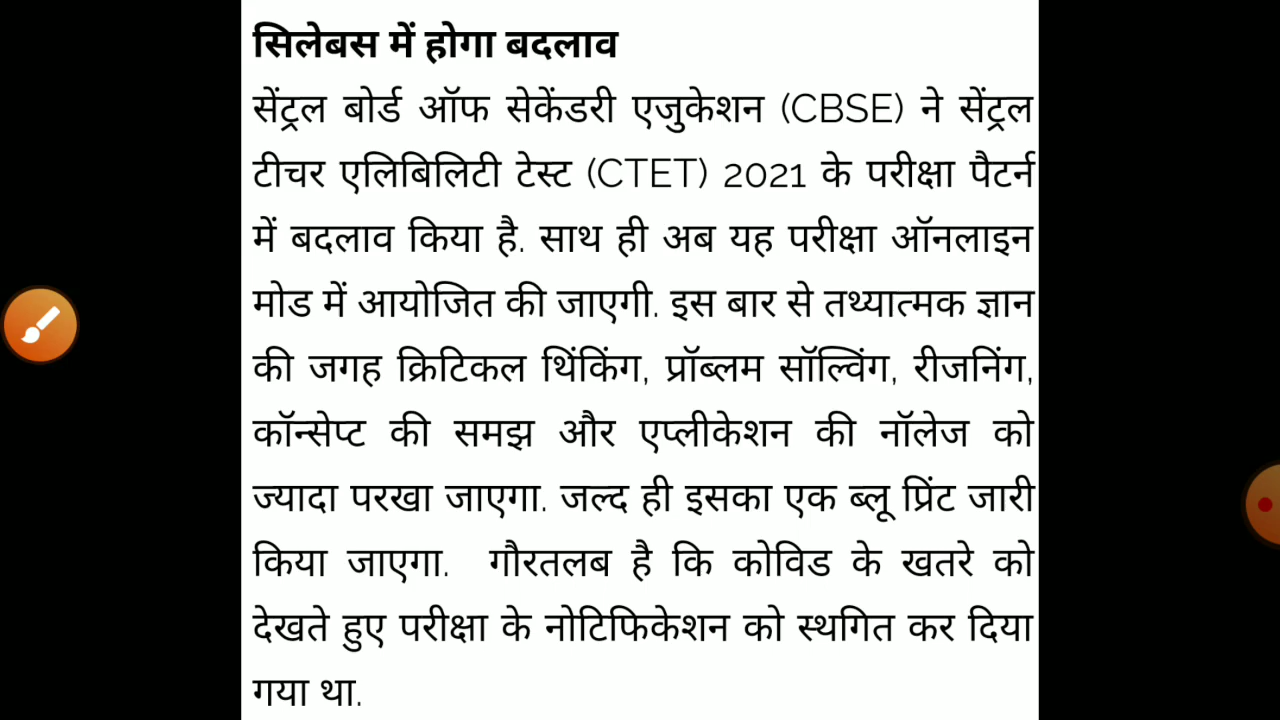 सिलेबस में होगा बदलाव
सेंट्रल बोर्ड ऑफ सेकेंडरी एजुकेशन (CBSE) ने सेंट्रल
टीचर एलिबिलिटी टेस्ट (CTET) 2021 के परीक्षा पैटर्न
में बदलाव किया है. साथ ही अब यह परीक्षा ऑनलाइन
मोड में आयोजित की जाएगी. इस बार से तथ्यात्मक ज्ञान
की जगह क्रिटिकल थिंकिंग, प्रॉब्लम सॉल्विंग, रीजनिंग,
कॉन्सेप्ट की समझ और एप्लीकेशन की नॉलेज को
ज्यादा परखा जाएगा. जल्द ही इसका एक ब्लू प्रिंट जारी
किया जाएगा. गौरतलब है कि कोविड के खतरे को
देखते हुए परीक्षा के नोटिफिकेशन को स्थगित कर दिया
गया था.